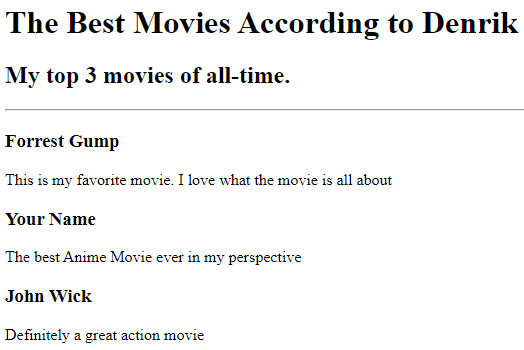 The Best Movies According to Denrik
My top 3 movies of all-time.
Forrest Gump
This is my favorite movie. I love what the movie is all about
Your Name
The best Anime Movie ever in my perspective
John Wick
Definitely a great action movie